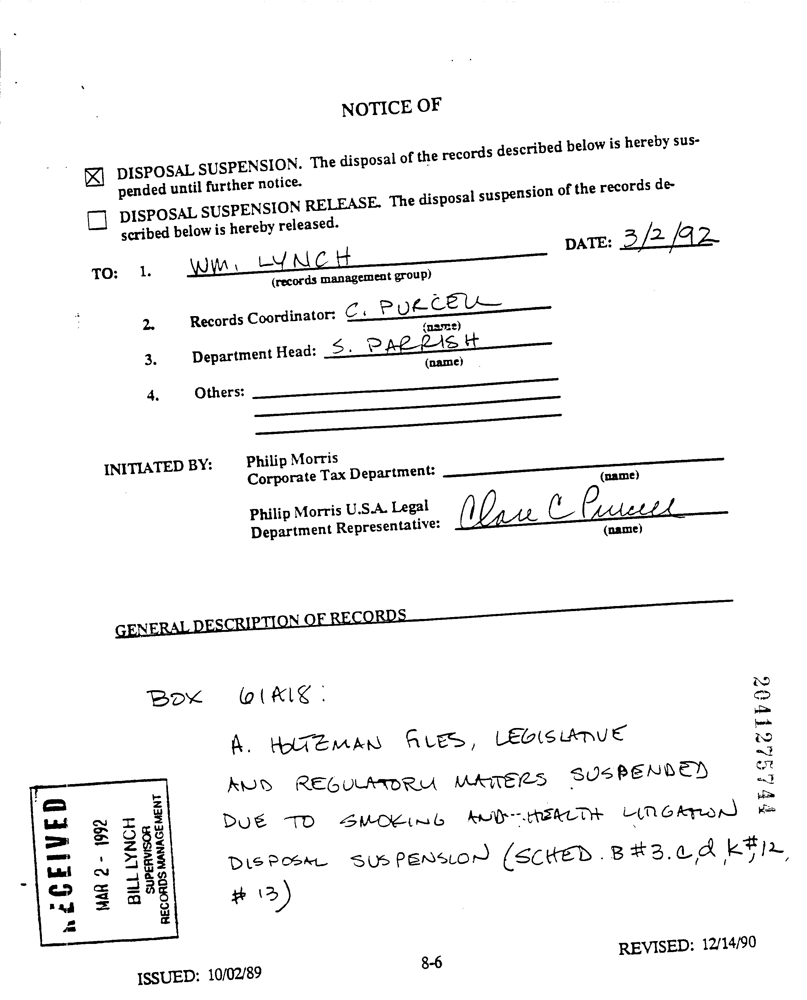 NOTICE OF
☒ DISPOSAL SUSPENSION. The disposal of the records described below is hereby sus-
pended until further notice.
☐ DISPOSAL SUSPENSION RELEASE. The disposal suspension of the records de-
scribed below is hereby released.
DATE: 3/2/92
TO: 1. WM. LYNCH
(records management group)
2. Records Coordinator: C. PURCELL
(name)
3. Department Head: S. PARRISH
(name)
4. Others:
INITIATED BY: Philip Morris
Corporate Tax Department:
(name)
Philip Morris U.S.A. Legal
Department Representative: Clare C Purcell
(name)
GENERAL DESCRIPTION OF RECORDS
BOX 61A18:
A. HOLTZMAN FILES, LEGISLATIVE
AND REGULATORY MATTERS SUSPENDED
DUE TO SMOKING AND HEALTH LITIGATION
DISPOSAL SUSPENSION (SCHED. B #3.c,d, k #12,
# 13)
2041275744
RECEIVED
MAR 2 - 1992
BILL LYNCH
SUPERVISOR
RECORDS MANAGEMENT
ISSUED: 10/02/89
8-6
REVISED: 12/14/90